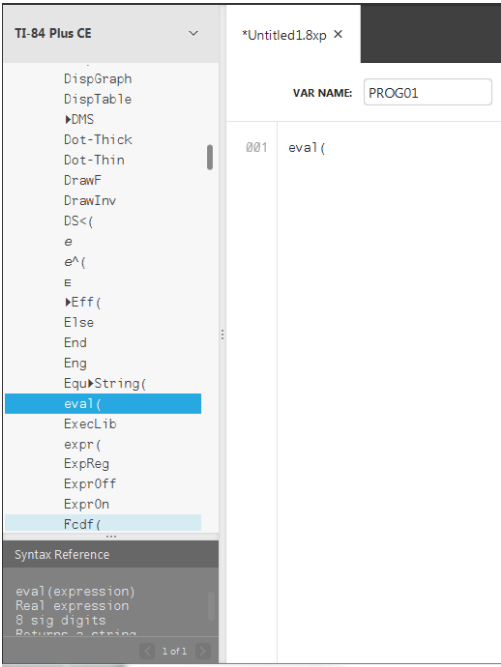 TI-84 Plus CE
*Untitled1.8xp ×
VAR NAME: PROG01
DispGraph
DispTable
▶DMS
Dot-Thick
Dot-Thin
DrawF
DrawInv
DS<(
e
e^(
E
▶Eff(
Else
End
Eng
Equ▶String(
eval(
ExecLib
expr(
ExpReg
ExprOff
ExprOn
Fcdf(
001 eval(
Syntax Reference
eval(expression)
Real expression
8 sig digits
Returns a string
< 1 of 1 >